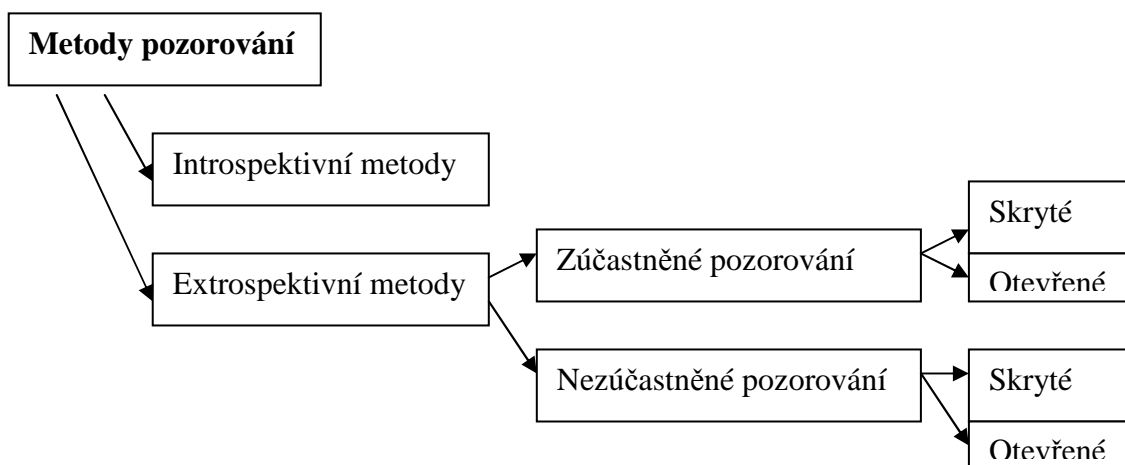 Metody pozorování
Introspektivní metody
Extrospektivní metody
Zúčastněné pozorování
Skryté
Otevřené
Nezúčastněné pozorování
Skryté
Otevřené